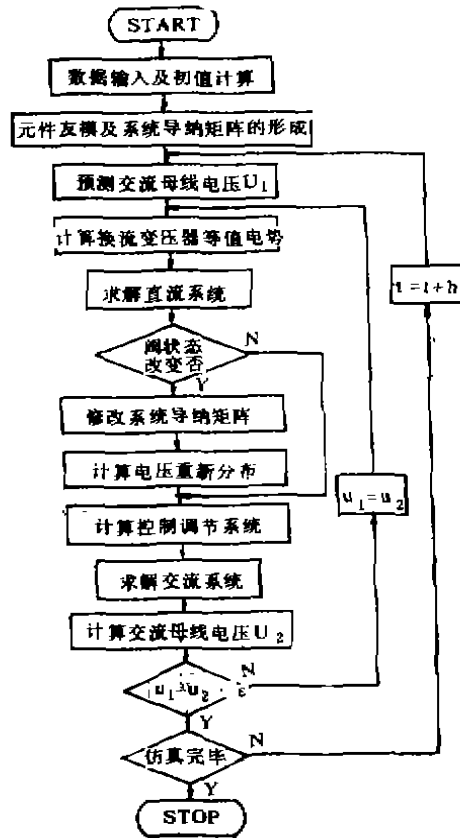 START
数据输入及初值计算
元件友模及系统导纳矩阵的形成
预测交流母线电压U₁
计算换流变压器等值电势
求解直流系统
t=t+h
阀状态
改变否
N
Y
修改系统导纳矩阵
计算电压重新分布
u₁=u₂
计算控制调节系统
求解交流系统
计算交流母线电压U₂
N
Y
仿真完毕
N
Y
STOP